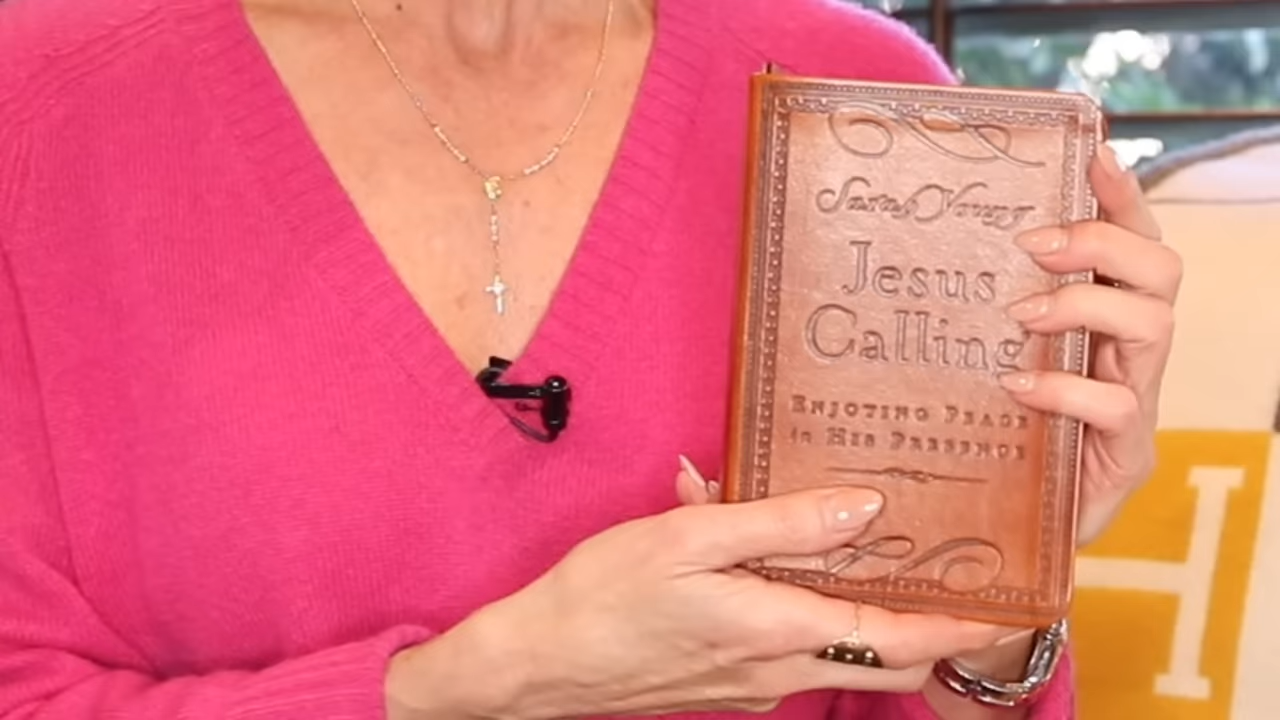 Sarah Young
Jesus
Calling
ENJOYING PEACE
in HIS PRESENCE
H